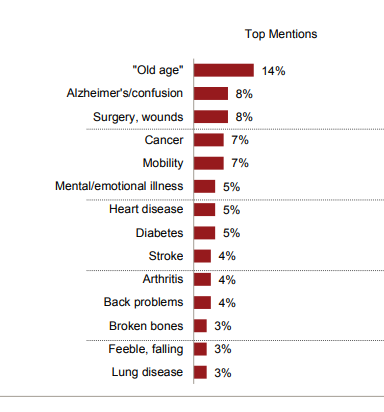 Top Mentions
"Old age" 14%
Alzheimer's/confusion 8%
Surgery, wounds 8%
Cancer 7%
Mobility 7%
Mental/emotional illness 5%
Heart disease 5%
Diabetes 5%
Stroke 4%
Arthritis 4%
Back problems 4%
Broken bones 3%
Feeble, falling 3%
Lung disease 3%